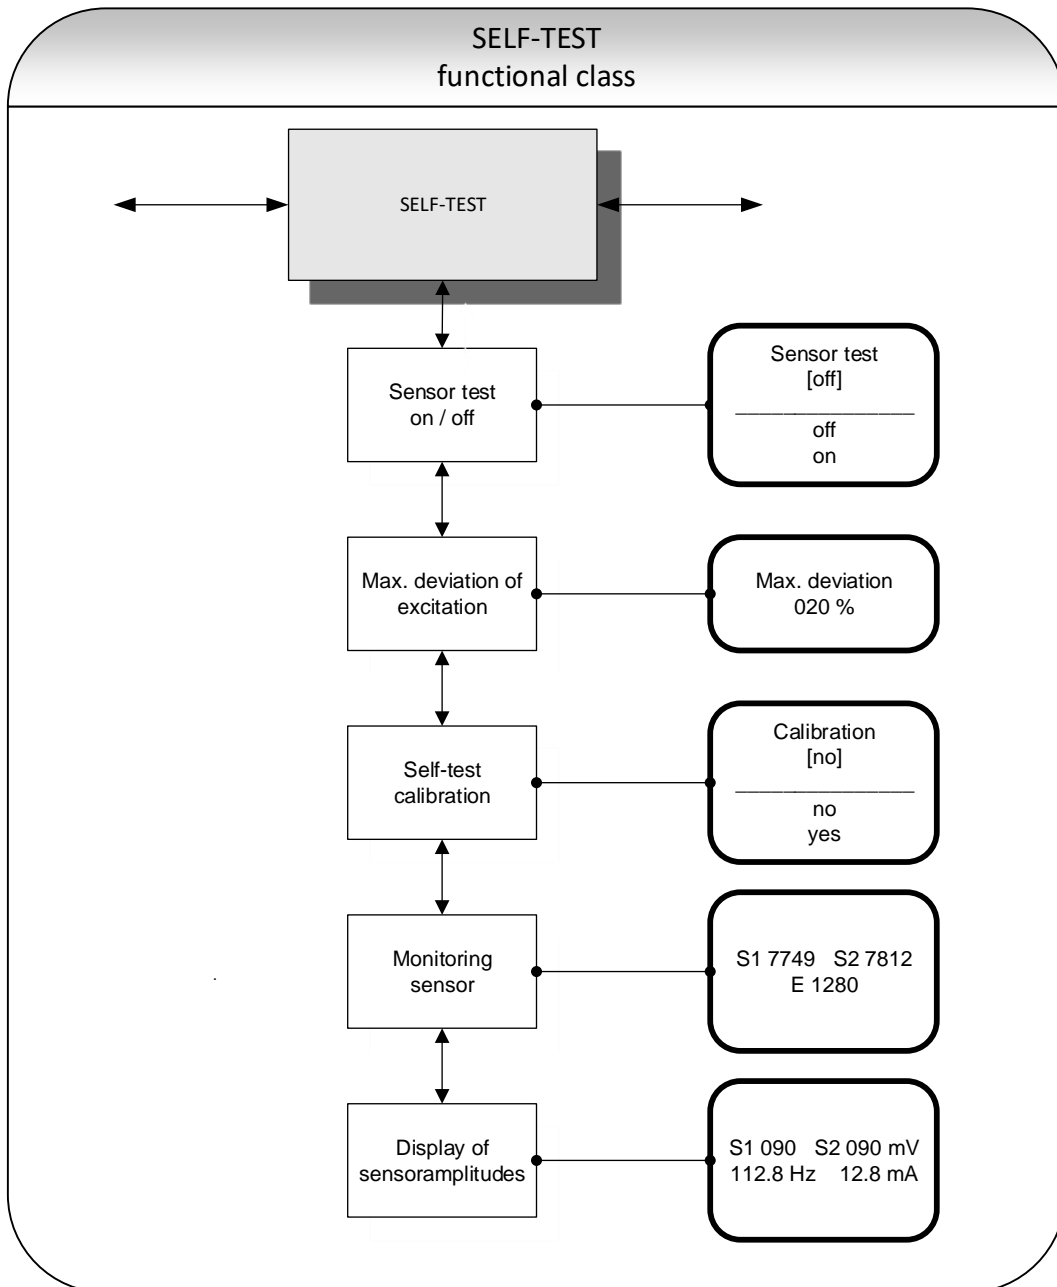 SELF-TEST
functional class
SELF-TEST
Sensor test
on / off
Sensor test
[off]
________________
off
on
Max. deviation of
excitation
Max. deviation
020 %
Self-test
calibration
Calibration
[no]
________________
no
yes
Monitoring
sensor
S1 7749 S2 7812
E 1280
Display of
sensoramplitudes
S1 090 S2 090 mV
112.8 Hz 12.8 mA